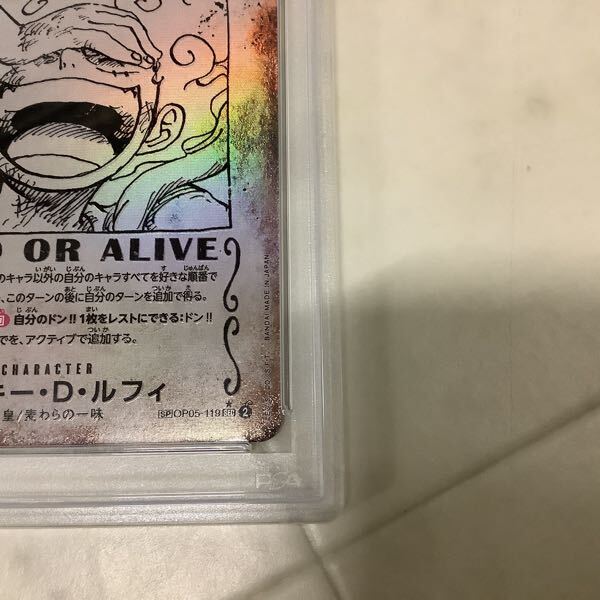 OR ALIVE
のキャラ以外の自分のキャラすべてを好きな順番で
、このターンの後に自分のターンを追加で得る。
自分のドン!!1枚をレストにできる:ドン!!
でを、アクティブで追加する。
CHARACTER
キー・D・ルフィ
皇/麦わらの一味
SP OP05-119 2
BANDAI MADE IN JAPAN
PSA